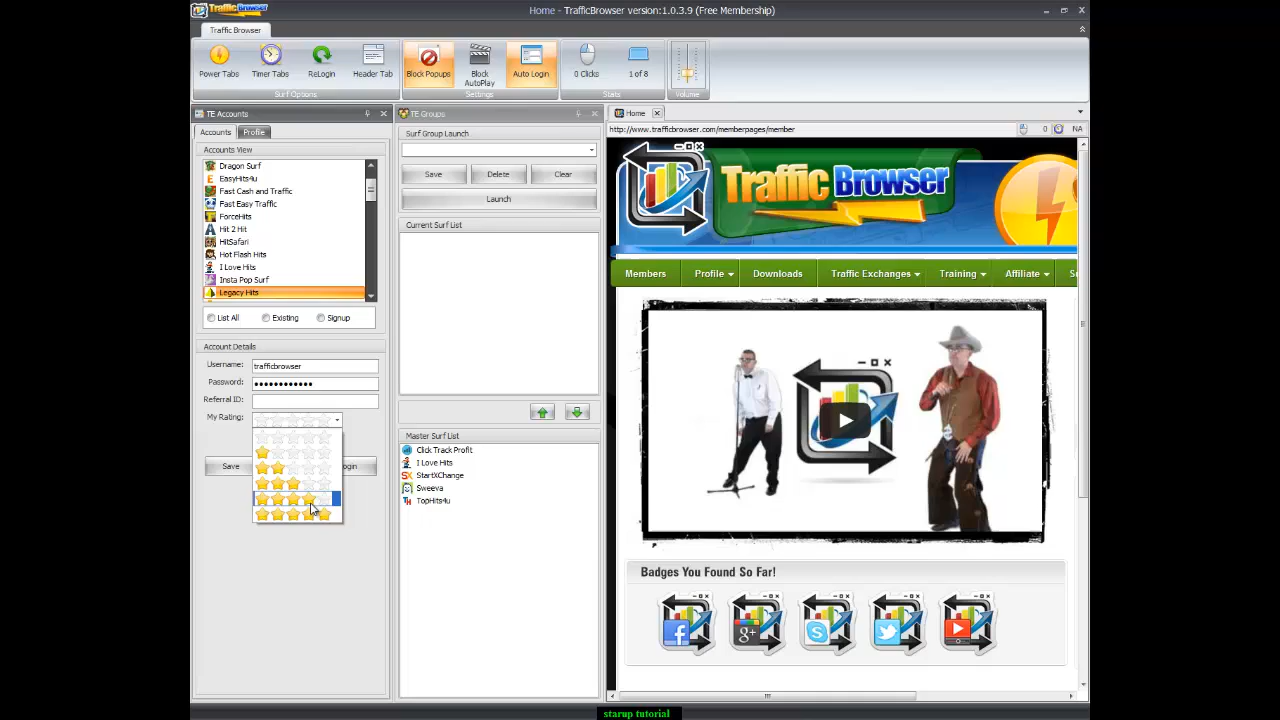 TrafficBrowser
Home - TrafficBrowser version:1.0.3.9 (Free Membership)
Traffic Browser
Power Tabs
Timer Tabs
ReLogin
Header Tab
Block Popups
Block AutoPlay
Auto Login
0 Clicks
1 of 8
Surf Options
Settings
Stats
Volume
TE Accounts
Accounts
Profile
Accounts View
Dragon Surf
EasyHits4u
Fast Cash and Traffic
Fast Easy Traffic
ForceHits
Hit 2 Hit
HitSafari
Hot Flash Hits
I Love Hits
Insta Pop Surf
Legacy Hits
List All
Existing
Signup
Account Details
Username:
trafficbrowser
Password:
Referral ID:
My Rating:
Save
ogin
TE Groups
Surf Group Launch
Save
Delete
Clear
Launch
Current Surf List
Master Surf List
Click Track Profit
I Love Hits
StartXChange
Sweeva
TopHits4u
Home
http://www.trafficbrowser.com/memberpages/member
0
NA
Traffic Browser
Members
Profile
Downloads
Traffic Exchanges
Training
Affiliate
S
Badges You Found So Far!
starup tutorial